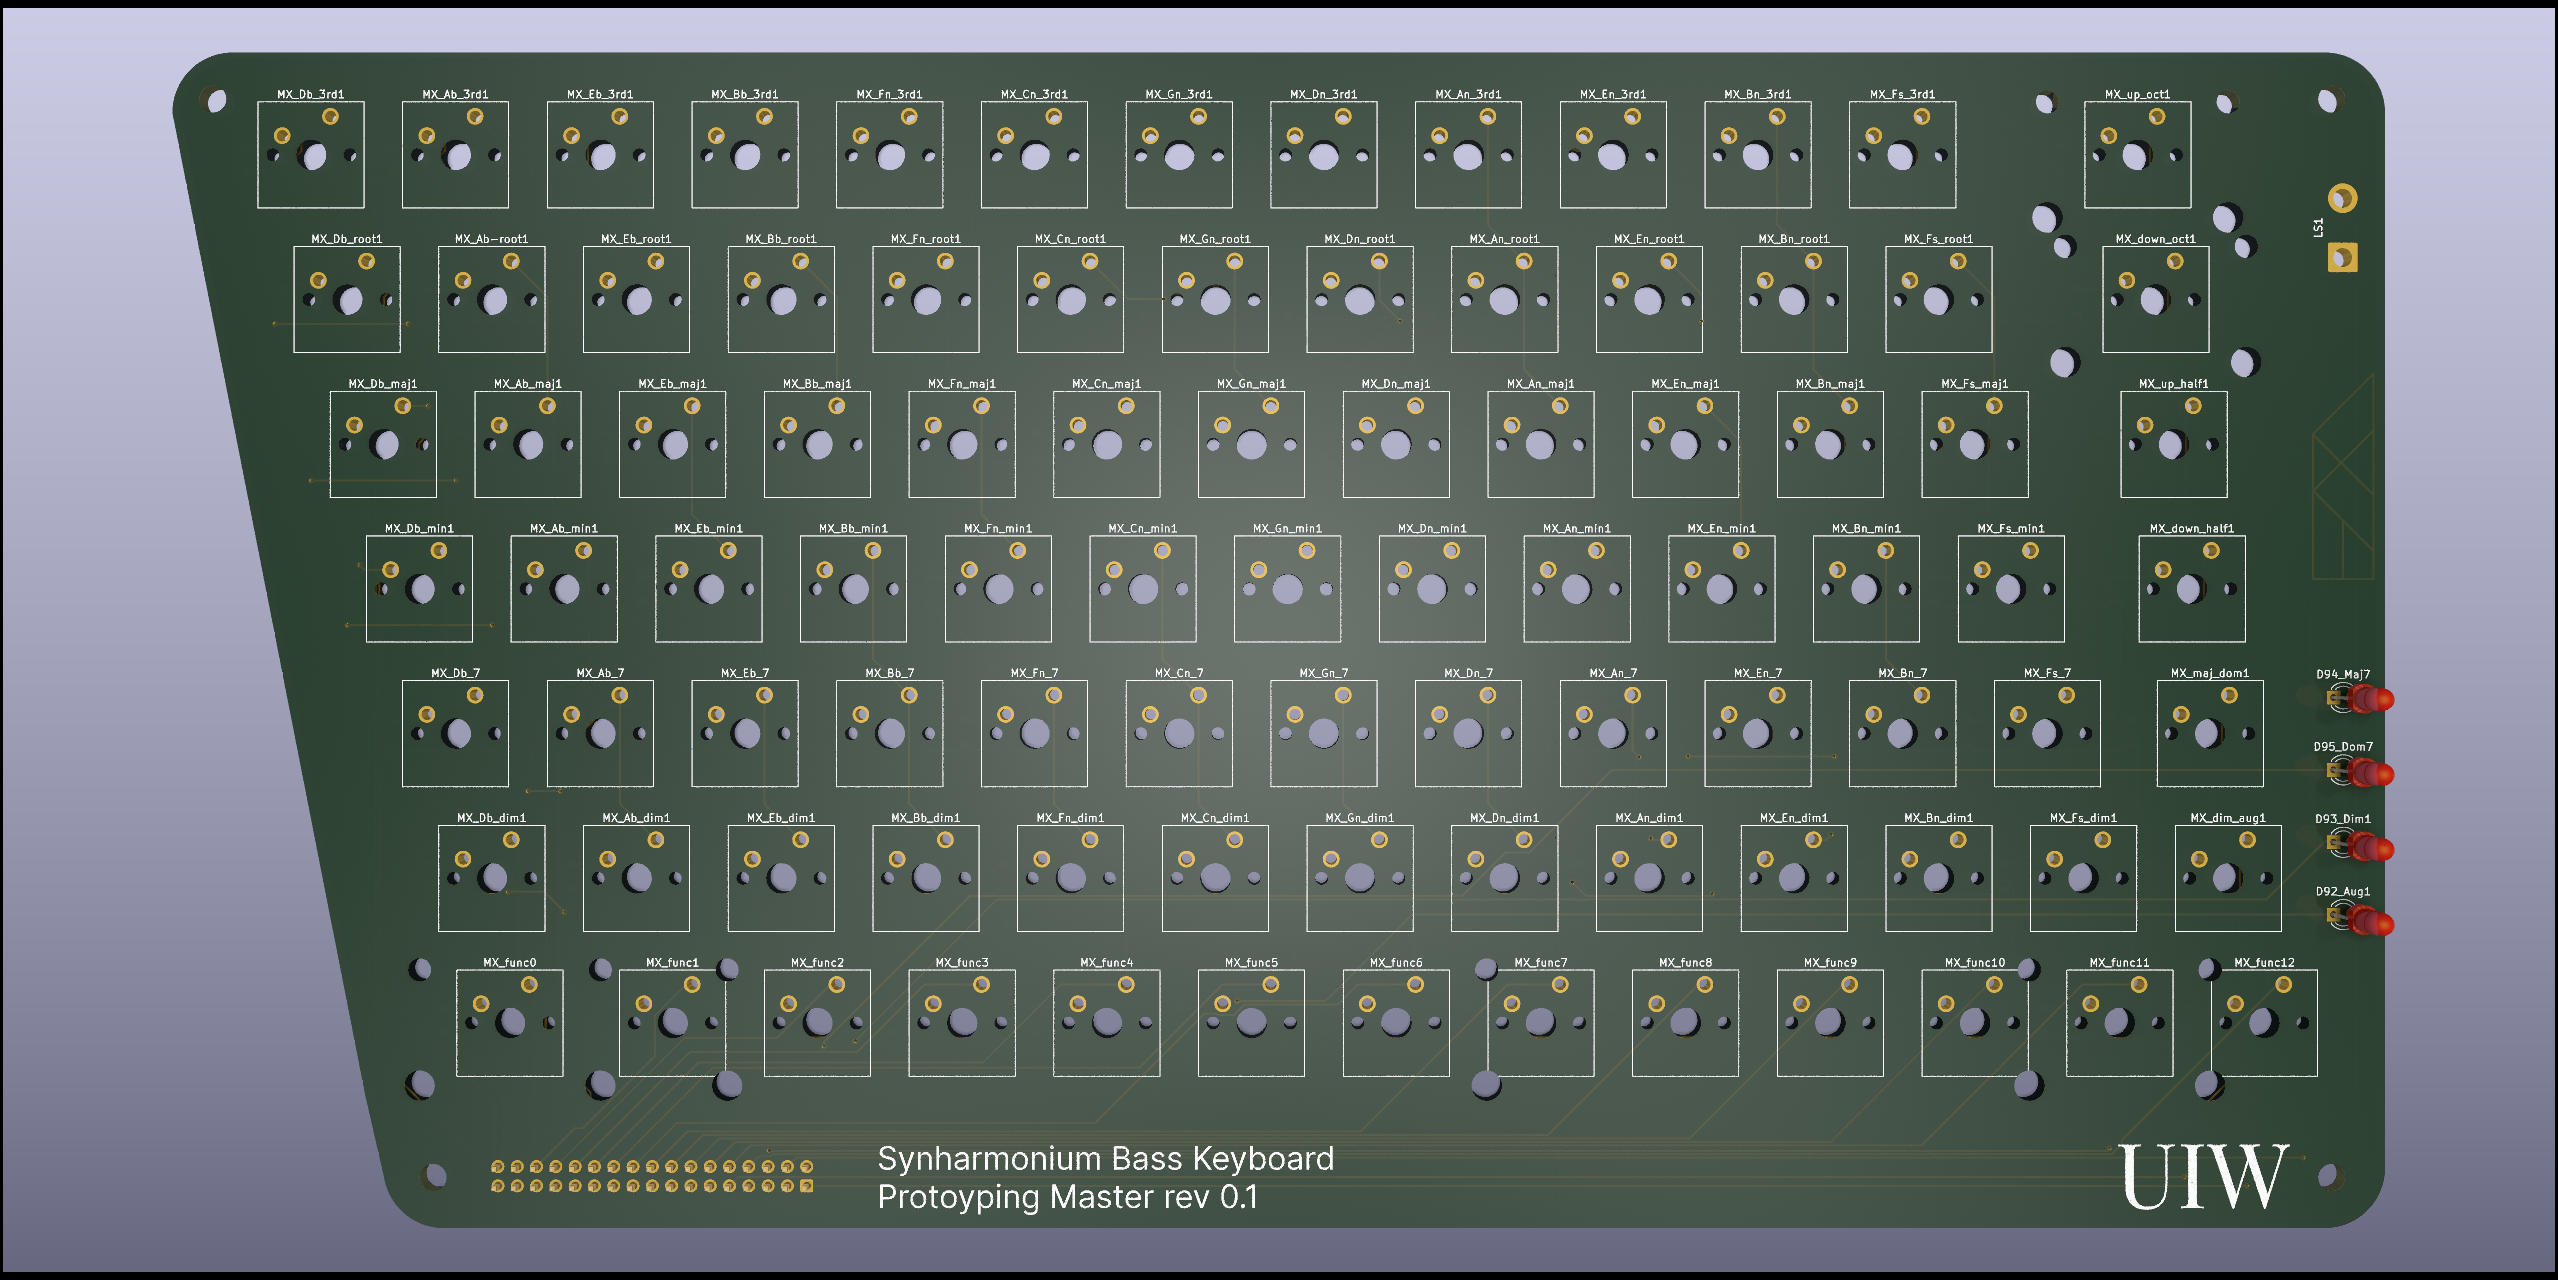 MX_Db_3rd1 MX_Ab_3rd1 MX_Eb_3rd1 MX_Bb_3rd1 MX_Fn_3rd1 MX_Cn_3rd1 MX_Gn_3rd1 MX_Dn_3rd1 MX_An_3rd1 MX_En_3rd1 MX_Bn_3rd1 MX_Fs_3rd1 MX_up_oct1
LS1
MX_Db_root1 MX_Ab-root1 MX_Eb_root1 MX_Bb_root1 MX_Fn_root1 MX_Cn_root1 MX_Gn_root1 MX_Dn_root1 MX_An_root1 MX_En_root1 MX_Bn_root1 MX_Fs_root1 MX_down_oct1
MX_Db_maj1 MX_Ab_maj1 MX_Eb_maj1 MX_Bb_maj1 MX_Fn_maj1 MX_Cn_maj1 MX_Gn_maj1 MX_Dn_maj1 MX_An_maj1 MX_En_maj1 MX_Bn_maj1 MX_Fs_maj1 MX_up_half1
MX_Db_min1 MX_Ab_min1 MX_Eb_min1 MX_Bb_min1 MX_Fn_min1 MX_Cn_min1 MX_Gn_min1 MX_Dn_min1 MX_An_min1 MX_En_min1 MX_Bn_min1 MX_Fs_min1 MX_down_half1
MX_Db_7 MX_Ab_7 MX_Eb_7 MX_Bb_7 MX_Fn_7 MX_Cn_7 MX_Gn_7 MX_Dn_7 MX_An_7 MX_En_7 MX_Bn_7 MX_Fs_7 MX_maj_dom1 D94_Maj7
D95_Dom7
MX_Db_dim1 MX_Ab_dim1 MX_Eb_dim1 MX_Bb_dim1 MX_Fn_dim1 MX_Cn_dim1 MX_Gn_dim1 MX_Dn_dim1 MX_An_dim1 MX_En_dim1 MX_Bn_dim1 MX_Fs_dim1 MX_dim_aug1 D93_Dim1
D92_Aug1
MX_func0 MX_func1 MX_func2 MX_func3 MX_func4 MX_func5 MX_func6 MX_func7 MX_func8 MX_func9 MX_func10 MX_func11 MX_func12
Synharmonium Bass Keyboard
Protoyping Master rev 0.1
UIW